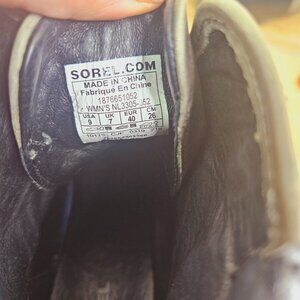 SOREL.COM
MADE IN CHINA
Fabriqué En Chine
1876651052
WMN'S NL3305-052
USA UK EUR CM
9 7 40 26